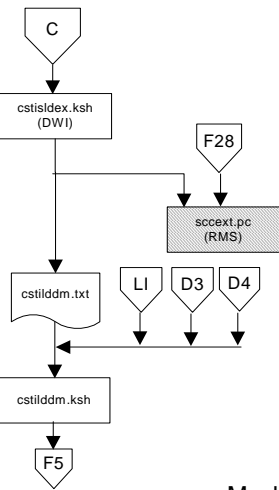 C
cstisldex.ksh
(DWI)
F28
sccext.pc
(RMS)
cstilddm.txt
LI
D3
D4
cstilddm.ksh
F5